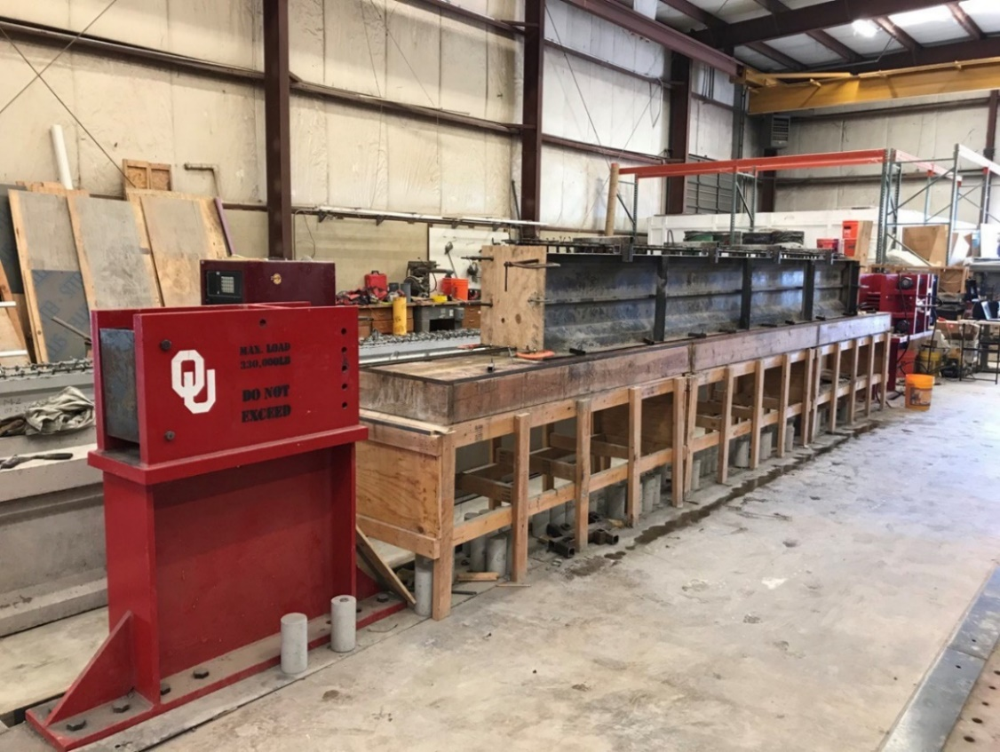 OU
MAX. LOAD
330,000LB
DO NOT
EXCEED